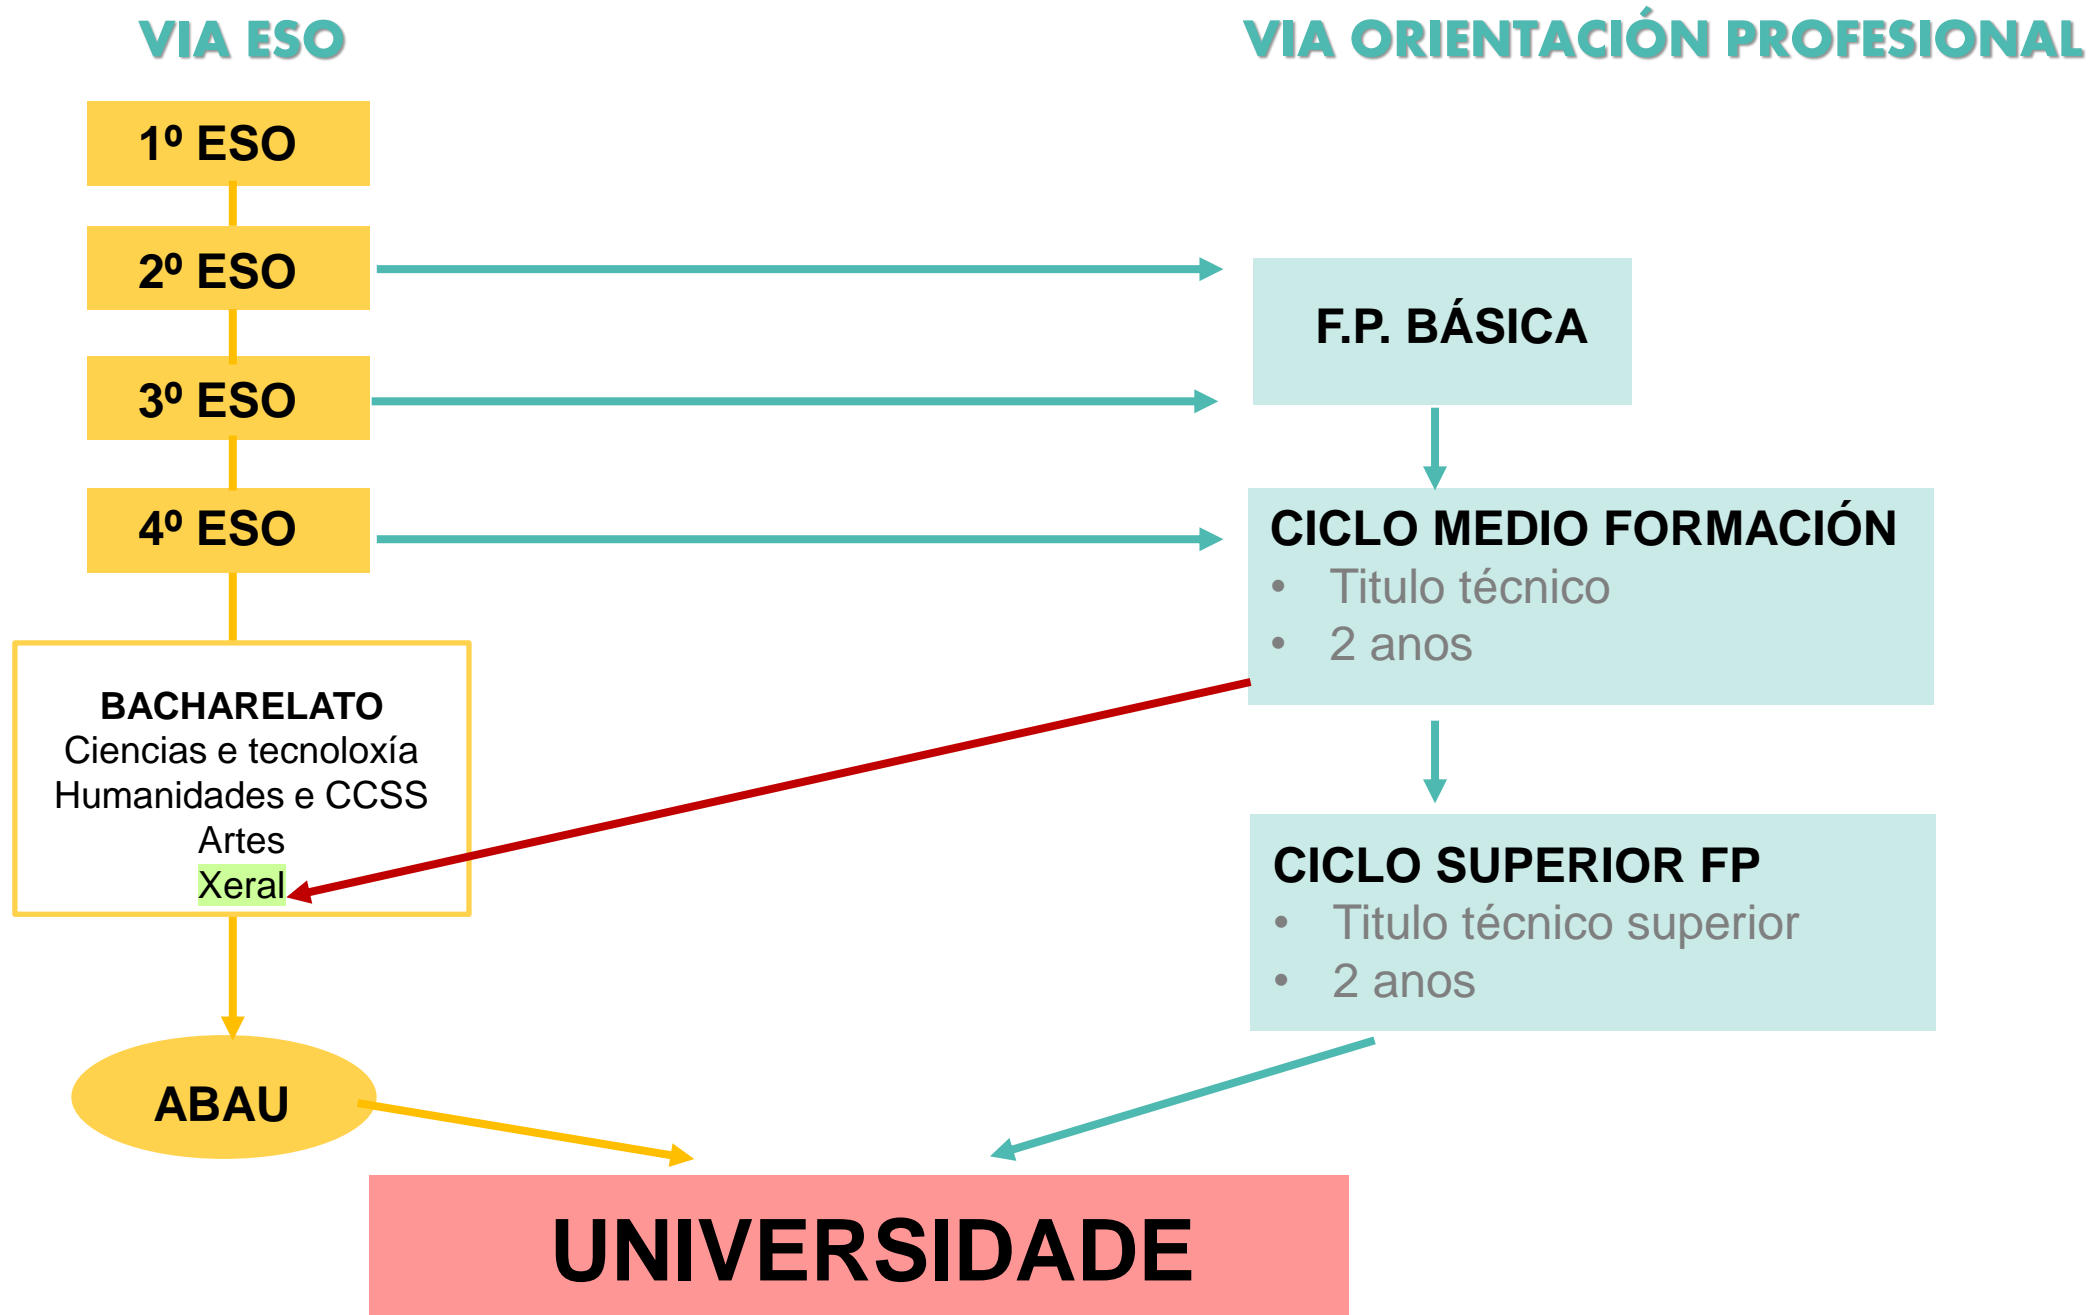 VIA ESO
VIA ORIENTACIÓN PROFESIONAL
1º ESO
2º ESO
3º ESO
4º ESO
BACHARELATO
Ciencias e tecnoloxía
Humanidades e CCSS
Artes
Xeral
ABAU
F.P. BÁSICA
CICLO MEDIO FORMACIÓN
• Titulo técnico
• 2 anos
CICLO SUPERIOR FP
• Titulo técnico superior
• 2 anos
UNIVERSIDADE